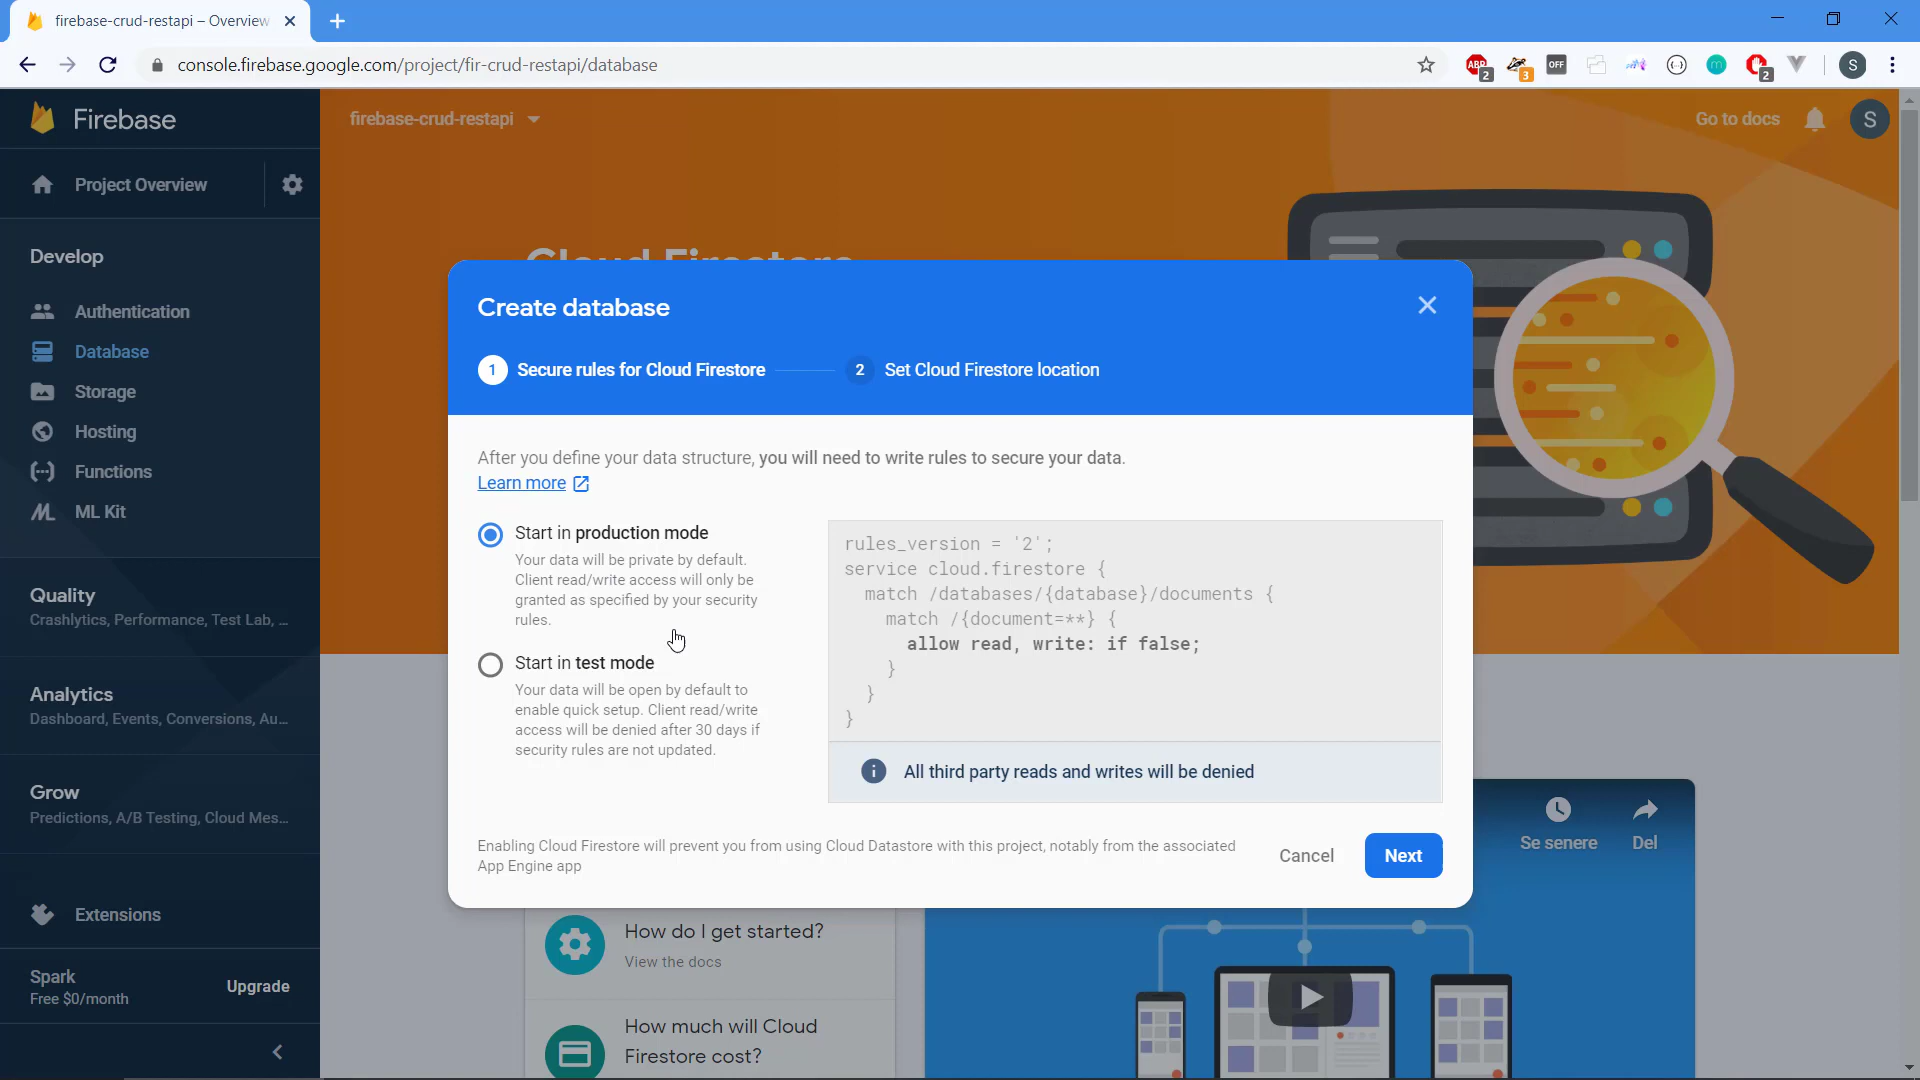 firebase-crud-restapi – Overview
console.firebase.google.com/project/fir-crud-restapi/database
ABP
2
3
OFF
m
2
S
Firebase
firebase-crud-restapi
Go to docs
S
Project Overview
Develop
Authentication
Database
Storage
Hosting
Functions
ML Kit
Quality
Crashlytics, Performance, Test Lab, ...
Analytics
Dashboard, Events, Conversions, Au...
Grow
Predictions, A/B Testing, Cloud Mes...
Extensions
Spark
Free $0/month
Upgrade
Cloud Firestore
Create database
1 Secure rules for Cloud Firestore
2 Set Cloud Firestore location
After you define your data structure, you will need to write rules to secure your data.
Learn more
Start in production mode
Your data will be private by default.
Client read/write access will only be
granted as specified by your security
rules.
Start in test mode
Your data will be open by default to
enable quick setup. Client read/write
access will be denied after 30 days if
security rules are not updated.
rules_version = '2';
service cloud.firestore {
match /databases/{database}/documents {
match /{document=**} {
allow read, write: if false;
}
}
}
All third party reads and writes will be denied
Enabling Cloud Firestore will prevent you from using Cloud Datastore with this project, notably from the associated
App Engine app
Cancel
Next
Se senere
Del
How do I get started?
View the docs
How much will Cloud
Firestore cost?